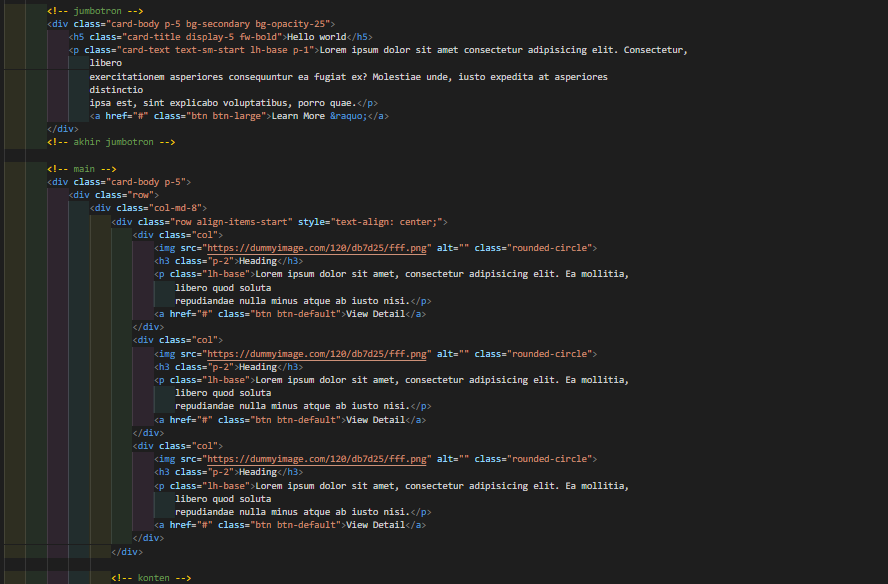 <!-- jumbotron -->
<div class="card-body p-5 bg-secondary bg-opacity-25">
<h5 class="card-title display-5 fw-bold">Hello world</h5>
<p class="card-text text-sm-start lh-base p-1">Lorem ipsum dolor sit amet consectetur adipisicing elit. Consectetur,
libero
exercitationem asperiores consequuntur ea fugiat ex? Molestiae unde, iusto expedita at asperiores
distinctio
ipsa est, sint explicabo voluptatibus, porro quae.</p>
<a href="#" class="btn btn-large">Learn More &raquo;</a>
</div>
<!-- akhir jumbotron -->
<!-- main -->
<div class="card-body p-5">
<div class="row">
<div class="col-md-8">
<div class="row align-items-start" style="text-align: center;">
<div class="col">
<img src="https://dummyimage.com/120/db7d25/fff.png" alt="" class="rounded-circle">
<h3 class="p-2">Heading</h3>
<p class="lh-base">Lorem ipsum dolor sit amet, consectetur adipisicing elit. Ea mollitia,
libero quod soluta
repudiandae nulla minus atque ab iusto nisi.</p>
<a href="#" class="btn btn-default">View Detail</a>
</div>
<div class="col">
<img src="https://dummyimage.com/120/db7d25/fff.png" alt="" class="rounded-circle">
<h3 class="p-2">Heading</h3>
<p class="lh-base">Lorem ipsum dolor sit amet, consectetur adipisicing elit. Ea mollitia,
libero quod soluta
repudiandae nulla minus atque ab iusto nisi.</p>
<a href="#" class="btn btn-default">View Detail</a>
</div>
<div class="col">
<img src="https://dummyimage.com/120/db7d25/fff.png" alt="" class="rounded-circle">
<h3 class="p-2">Heading</h3>
<p class="lh-base">Lorem ipsum dolor sit amet, consectetur adipisicing elit. Ea mollitia,
libero quod soluta
repudiandae nulla minus atque ab iusto nisi.</p>
<a href="#" class="btn btn-default">View Detail</a>
</div>
</div>
<!-- konten -->